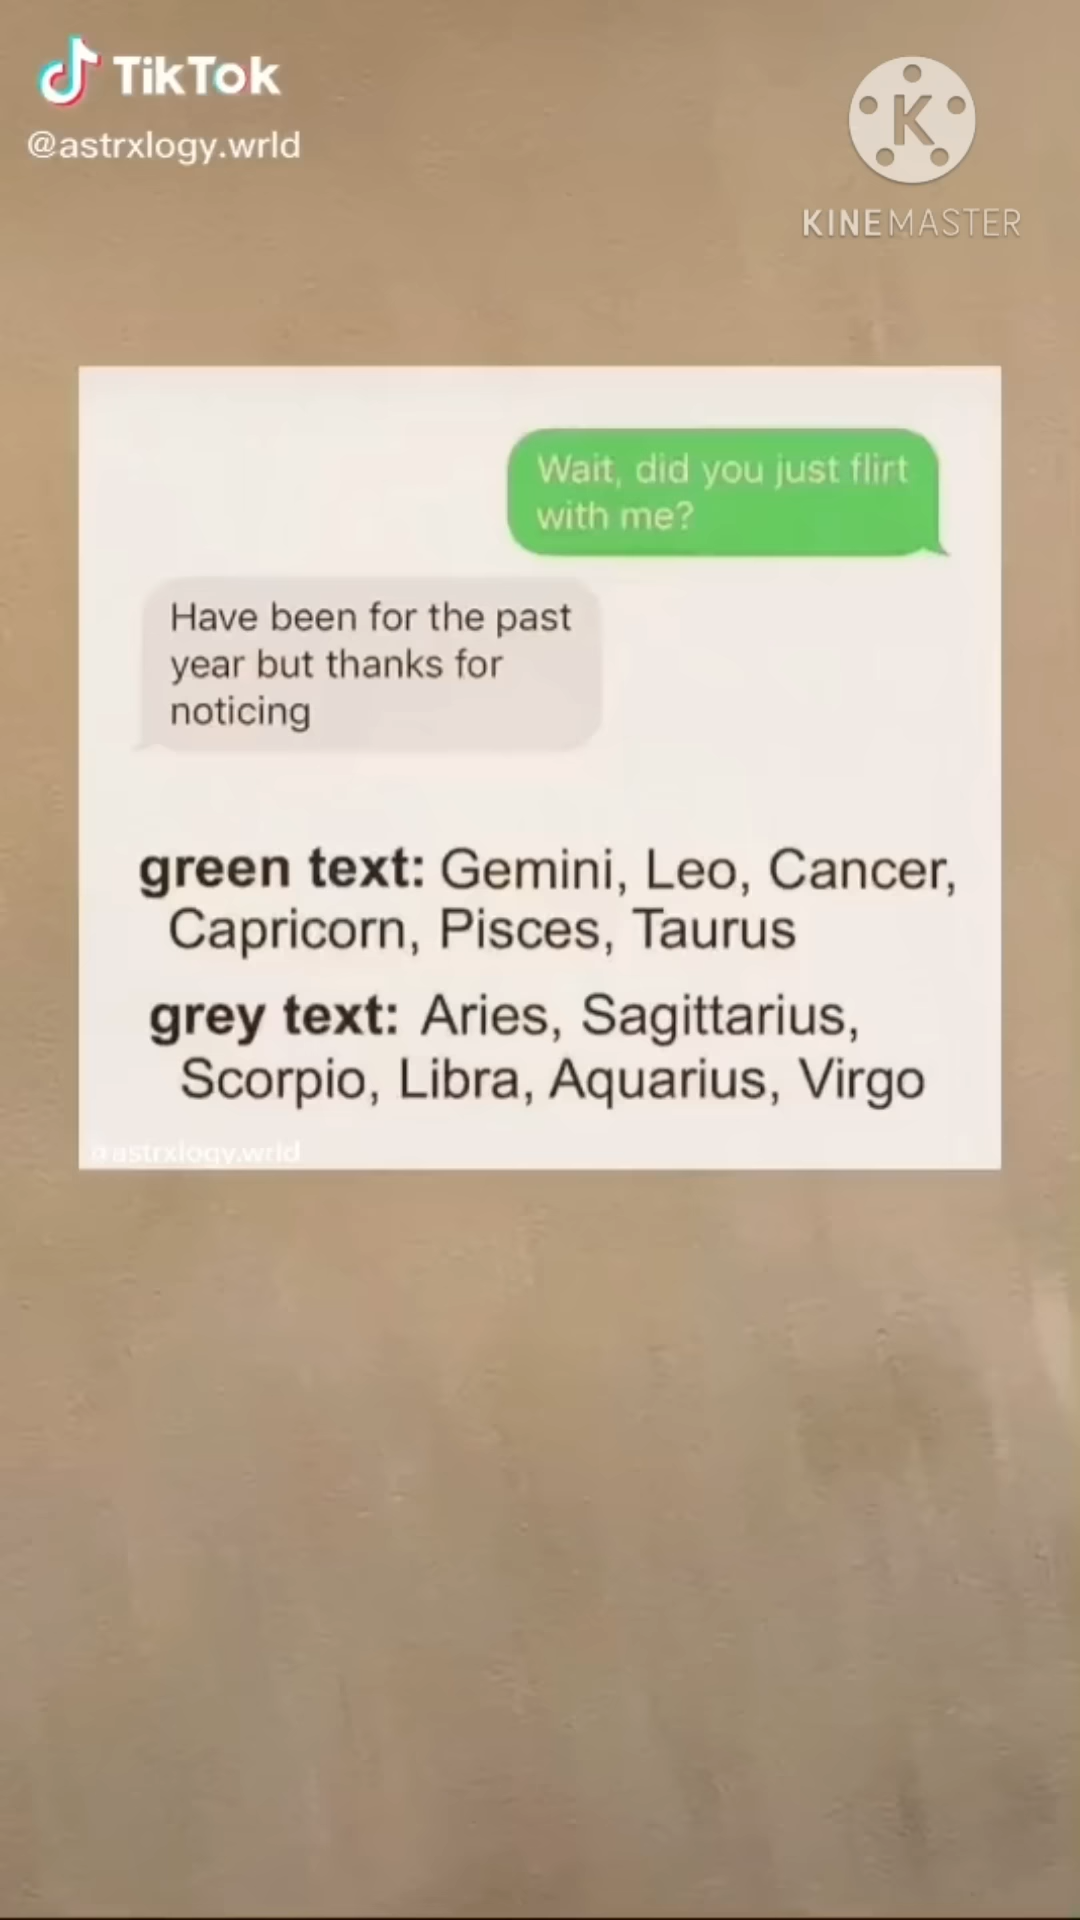 TikTok
@astrxlogy.wrld
K
KINEMASTER
Wait, did you just flirt
with me?
Have been for the past
year but thanks for
noticing
green text: Gemini, Leo, Cancer,
Capricorn, Pisces, Taurus
grey text: Aries, Sagittarius,
Scorpio, Libra, Aquarius, Virgo
@astrxlogy.wrld